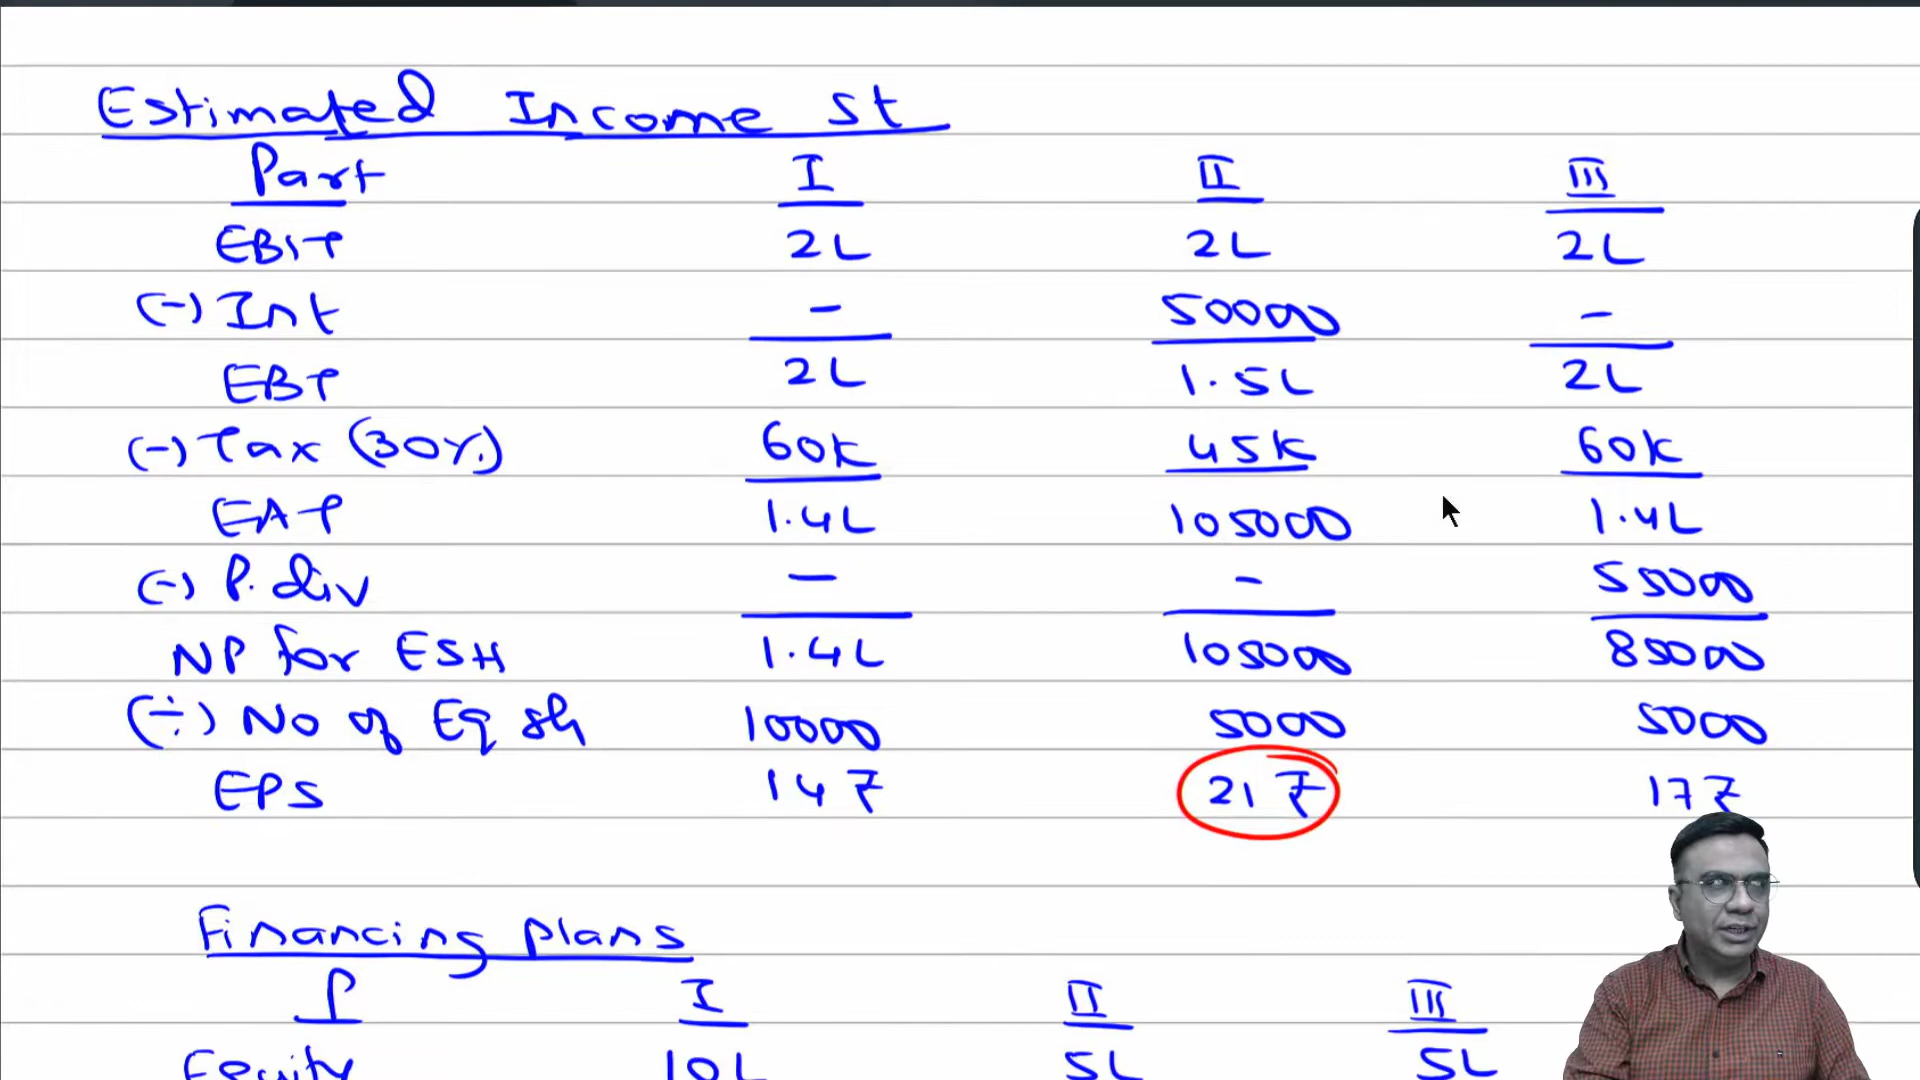 Estimated Income St
Part I II III
EBIT 2L 2L 2L
(-) Int - 50000 -
EBT 2L 1.5L 2L
(-) Tax (30%) 60K 45K 60K
EAT 1.4L 105000 1.4L
(-) P. div - - 55000
NP for ESH 1.4L 105000 85000
(÷) No of Eq sh 10000 5000 5000
EPS 14₹ 21₹ 17₹
Financing plans
P I II III
Equity 10L 5L 5L